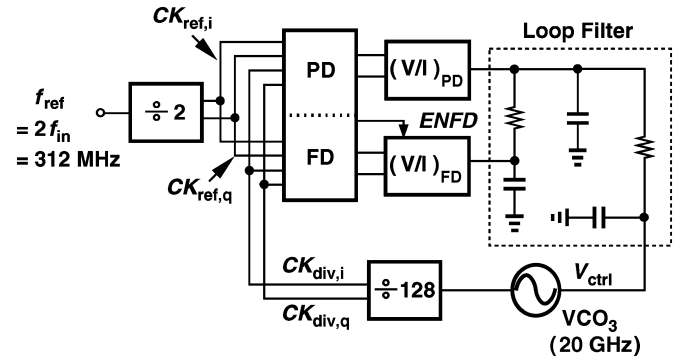 CKref,i
Loop Filter
PD
(V/I)PD
fref
= 2fin
= 312 MHz
÷ 2
ENFD
FD
(V/I)FD
CKref,q
CKdiv,i
CKdiv,q
÷128
Vctrl
VCO3
(20 GHz)